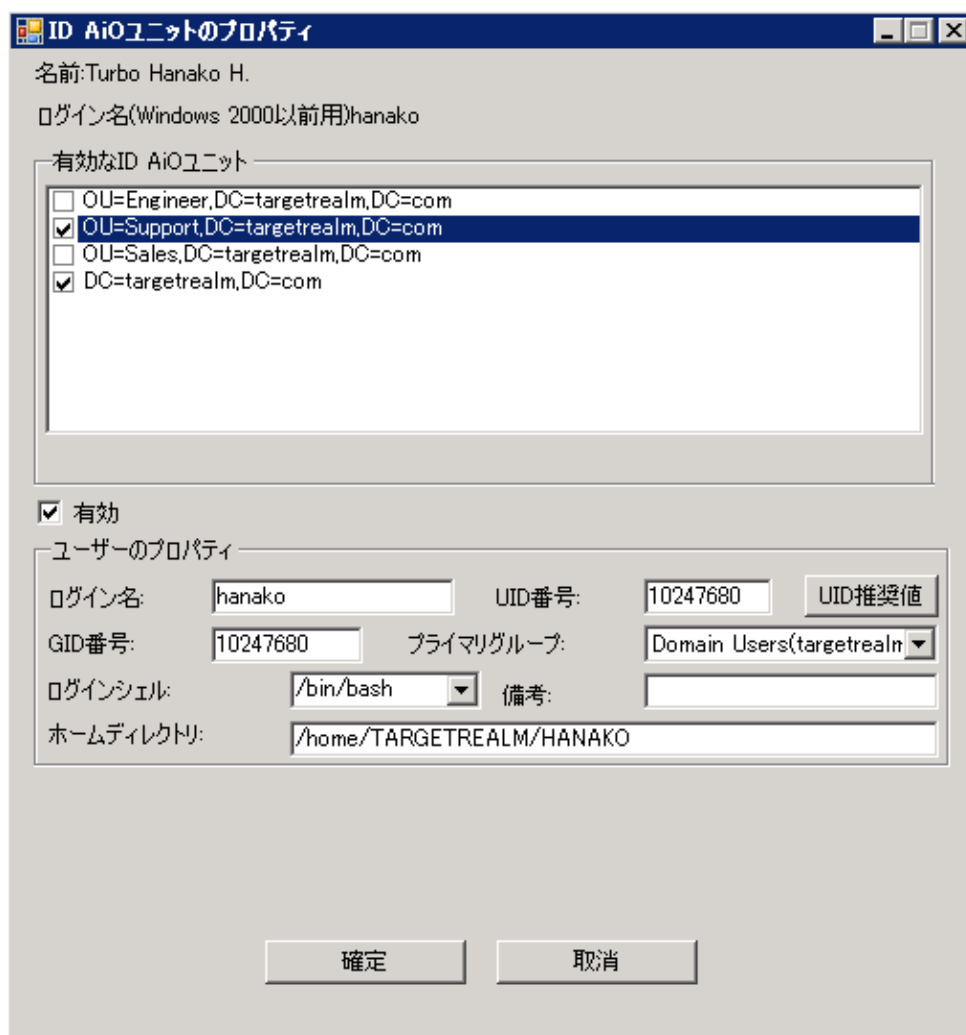 ID AiOユニットのプロパティ
名前:Turbo Hanako H.
ログイン名(Windows 2000以前用)hanako
有効なID AiOユニット
OU=Engineer,DC=targetrealm,DC=com
OU=Support,DC=targetrealm,DC=com
OU=Sales,DC=targetrealm,DC=com
DC=targetrealm,DC=com
有効
ユーザーのプロパティ
ログイン名: hanako UID番号: 10247680 UID推奨値
GID番号: 10247680 プライマリグループ: Domain Users(targetrealm
ログインシェル: /bin/bash 備考:
ホームディレクトリ: /home/TARGETREALM/HANAKO
確定 取消